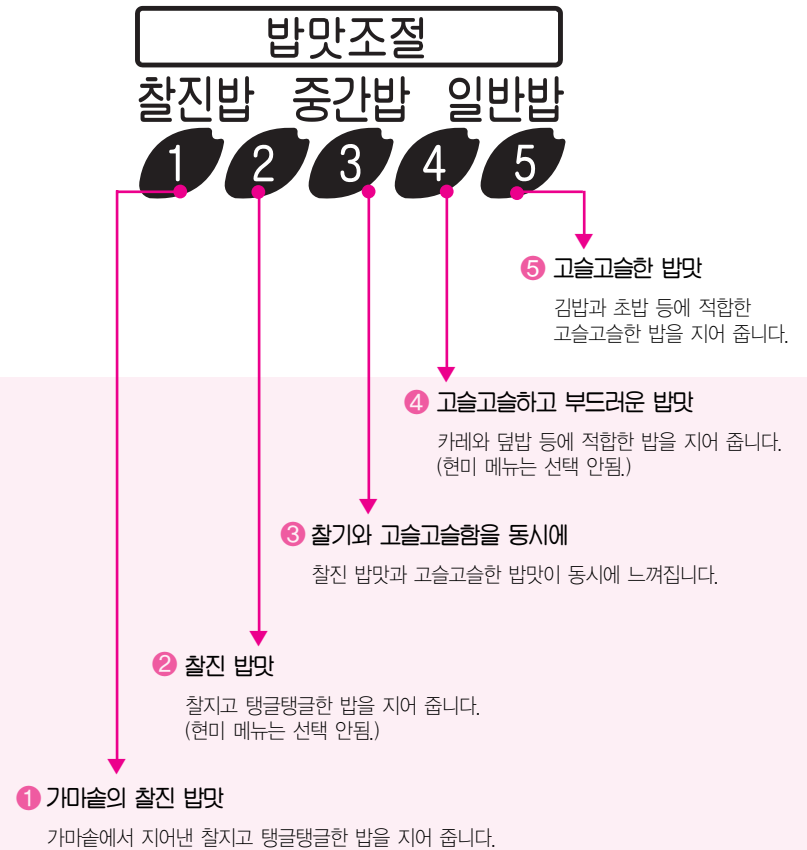 밥맛조절
찰진밥 중간밥 일반밥
1 2 3 4 5
5 고슬고슬한 밥맛
김밥과 초밥 등에 적합한
고슬고슬한 밥을 지어 줍니다.
4 고슬고슬하고 부드러운 밥맛
카레와 덮밥 등에 적합한 밥을 지어 줍니다.
(현미 메뉴는 선택 안됨.)
3 찰기와 고슬고슬함을 동시에
찰진 밥맛과 고슬고슬한 밥맛이 동시에 느껴집니다.
2 찰진 밥맛
찰지고 탱글탱글한 밥을 지어 줍니다.
(현미 메뉴는 선택 안됨.)
1 가마솥의 찰진 밥맛
가마솥에서 지어낸 찰지고 탱글탱글한 밥을 지어 줍니다.